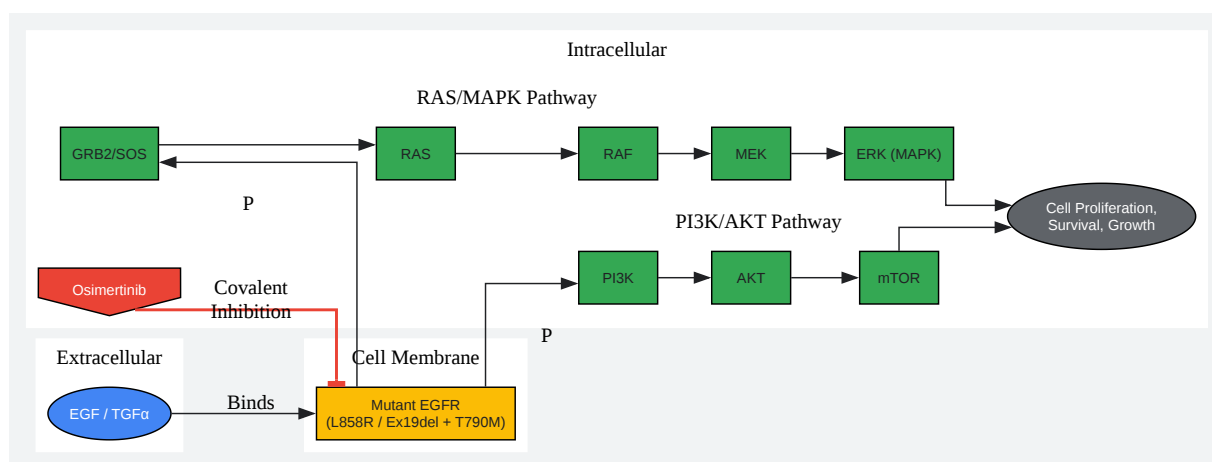 Intracellular
RAS/MAPK Pathway
GRB2/SOS
RAS
RAF
MEK
ERK (MAPK)
P
Cell Proliferation,
Survival, Growth
PI3K/AKT Pathway
PI3K
AKT
mTOR
Osimertinib
Covalent
Inhibition
P
Extracellular
Cell Membrane
EGF / TGFα
Binds
Mutant EGFR
(L858R / Ex19del + T790M)